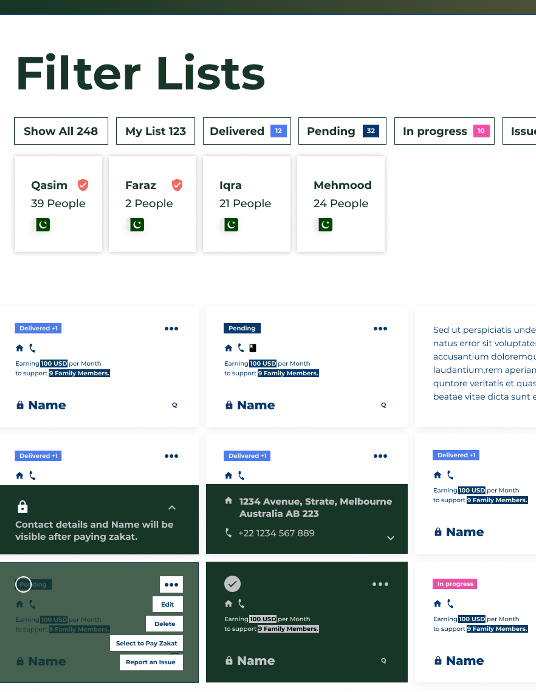 Filter Lists
Show All 248
My List 123
Delivered 12
Pending 32
In progress 10
Issue
Qasim
39 People
Faraz
2 People
Iqra
21 People
Mehmood
24 People
Delivered +1
Earning 100 USD per Month
to support 9 Family Members.
Name
Q
Pending
Earning 100 USD per Month
to support 9 Family Members.
Name
Q
Sed ut perspiciatis unde
natus error sit voluptate
accusantium doloremqu
laudantium,rem aperian
quntore veritatis et quas
beatae vitae dicta sunt e
Delivered +1
Contact details and Name will be
visible after paying zakat.
Delivered +1
1234 Avenue, Strate, Melbourne
Australia AB 223
+22 1234 567 889
Delivered +1
Earning 100 USD per Month
to support 9 Family Members.
Name
Pending
Earning 100 USD per Month
to support 9 Family Members.
Name
Edit
Delete
Select to Pay Zakat
Report an Issue
Earning 100 USD per Month
to support 9 Family Members.
Name
Q
In progress
Earning 100 USD per Month
to support 9 Family Members.
Name